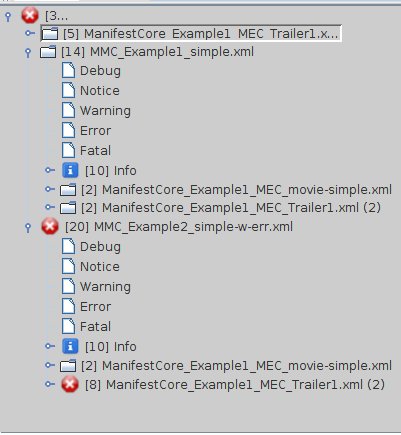 [3...
[5] ManifestCore_Example1_MEC_Trailer1.x...
[14] MMC_Example1_simple.xml
Debug
Notice
Warning
Error
Fatal
[10] Info
[2] ManifestCore_Example1_MEC_movie-simple.xml
[2] ManifestCore_Example1_MEC_Trailer1.xml (2)
[20] MMC_Example2_simple-w-err.xml
Debug
Notice
Warning
Error
Fatal
[10] Info
[2] ManifestCore_Example1_MEC_movie-simple.xml
[8] ManifestCore_Example1_MEC_Trailer1.xml (2)